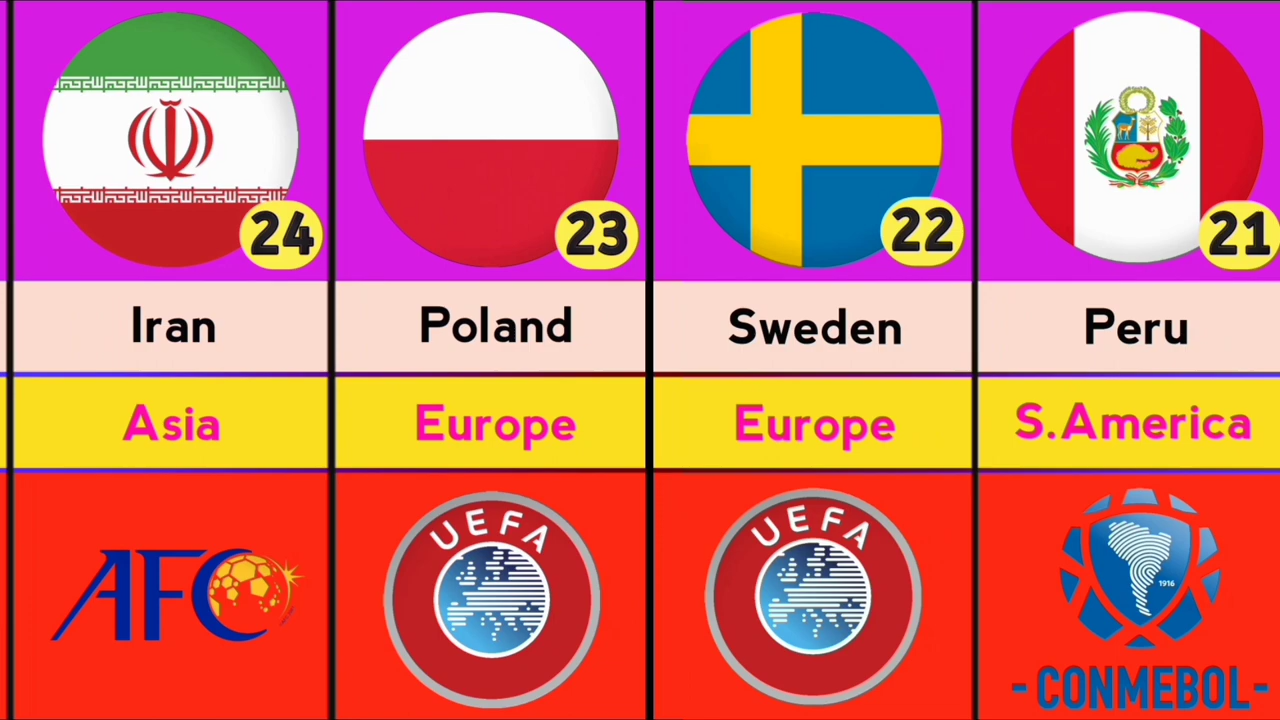 24
23
22
21
Iran
Poland
Sweden
Peru
Asia
Europe
Europe
S.America
AFC
UEFA
UEFA
1916
-CONMEBOL-